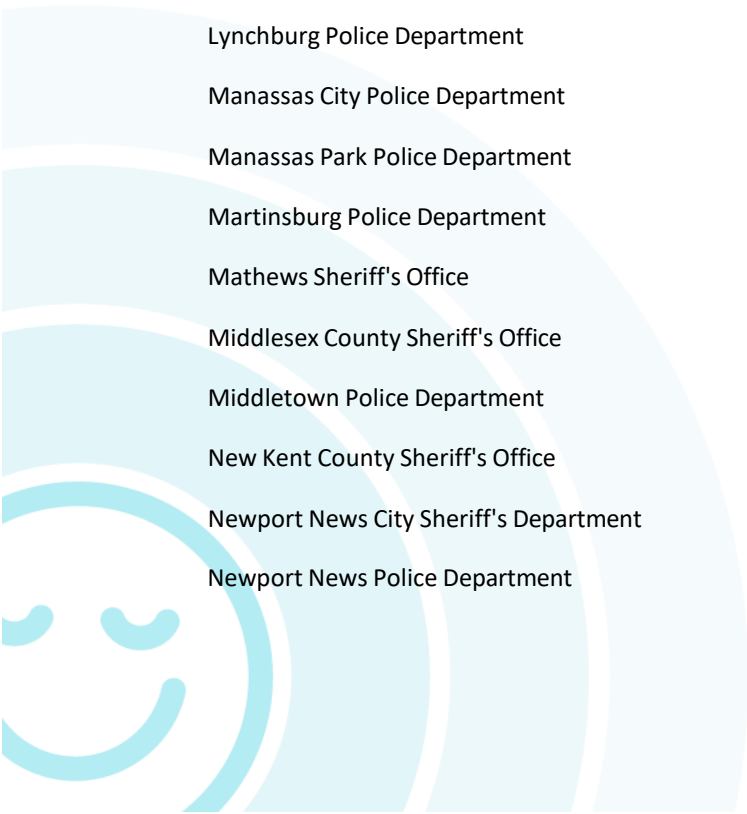 Lynchburg Police Department
Manassas City Police Department
Manassas Park Police Department
Martinsburg Police Department
Mathews Sheriff's Office
Middlesex County Sheriff's Office
Middletown Police Department
New Kent County Sheriff's Office
Newport News City Sheriff's Department
Newport News Police Department